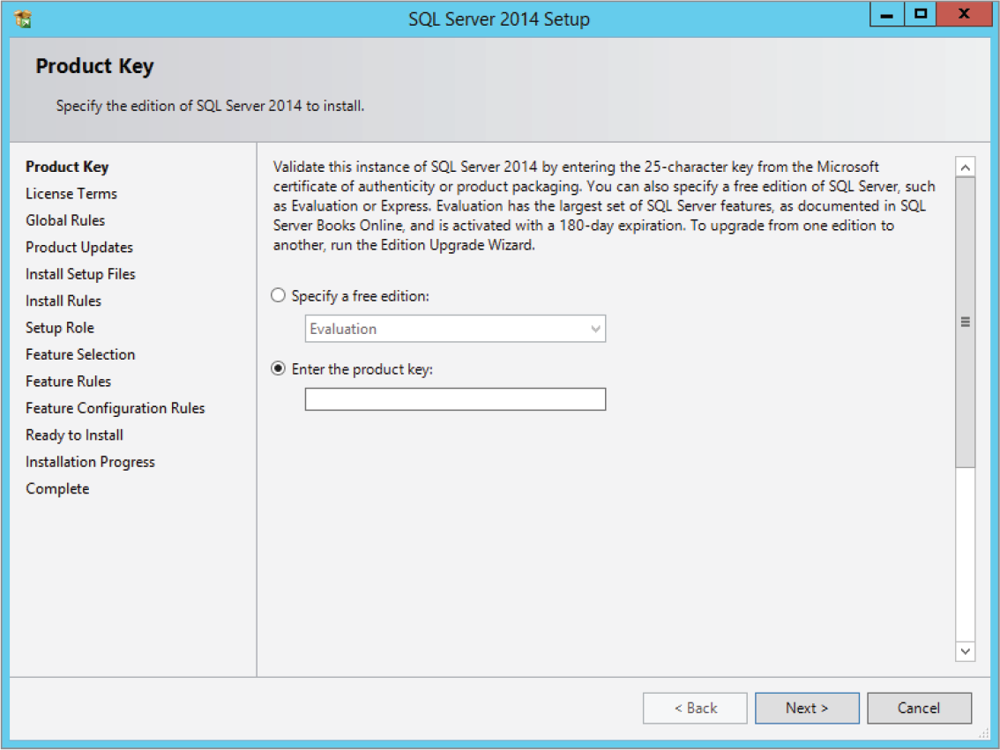 SQL Server 2014 Setup
Product Key
Specify the edition of SQL Server 2014 to install.
Product Key
License Terms
Global Rules
Product Updates
Install Setup Files
Install Rules
Setup Role
Feature Selection
Feature Rules
Feature Configuration Rules
Ready to Install
Installation Progress
Complete
Validate this instance of SQL Server 2014 by entering the 25-character key from the Microsoft
certificate of authenticity or product packaging. You can also specify a free edition of SQL Server, such
as Evaluation or Express. Evaluation has the largest set of SQL Server features, as documented in SQL
Server Books Online, and is activated with a 180-day expiration. To upgrade from one edition to
another, run the Edition Upgrade Wizard.
Specify a free edition:
Evaluation
Enter the product key:
< Back
Next >
Cancel